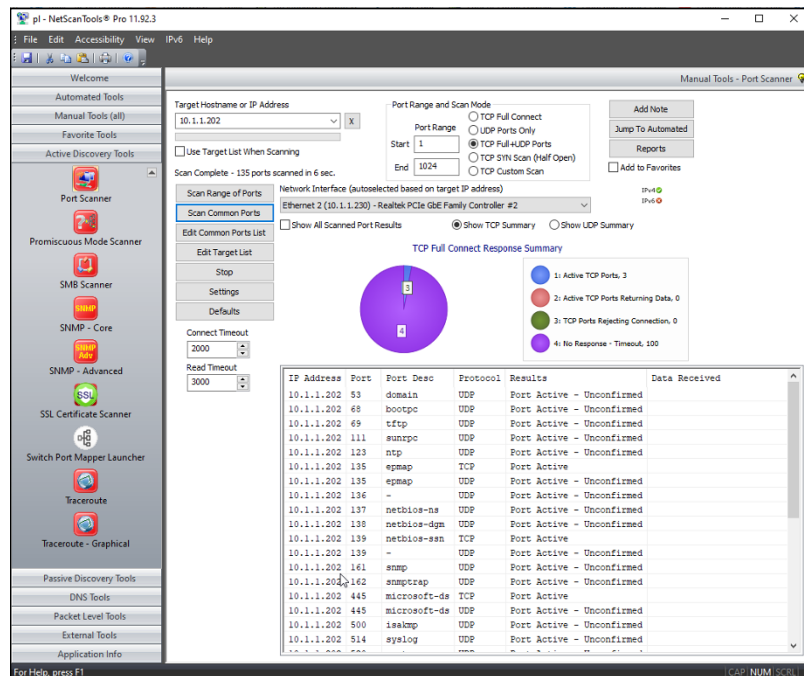 pl - NetScanTools® Pro 11.92.3
File Edit Accessibility View IPv6 Help
Welcome
Automated Tools
Manual Tools (all)
Favorite Tools
Active Discovery Tools
Port Scanner
Promiscuous Mode Scanner
SMB Scanner
SNMP
SNMP - Core
SNMP Adv
SNMP - Advanced
SSL
SSL Certificate Scanner
Switch Port Mapper Launcher
Traceroute
Traceroute - Graphical
Passive Discovery Tools
DNS Tools
Packet Level Tools
External Tools
Application Info
Manual Tools - Port Scanner
Target Hostname or IP Address
10.1.1.202
X
Use Target List When Scanning
Scan Complete - 135 ports scanned in 6 sec.
Port Range and Scan Mode
Port Range
Start 1
End 1024
TCP Full Connect
UDP Ports Only
TCP Full+UDP Ports
TCP SYN Scan (Half Open)
TCP Custom Scan
Add Note
Jump To Automated
Reports
Add to Favorites
IPv4
IPv6
Scan Range of Ports
Scan Common Ports
Edit Common Ports List
Edit Target List
Stop
Settings
Defaults
Connect Timeout
2000
Read Timeout
3000
Network Interface (autoselected based on target IP address)
Ethernet 2 (10.1.1.230) - Realtek PCIe GbE Family Controller #2
Show All Scanned Port Results Show TCP Summary Show UDP Summary
TCP Full Connect Response Summary
3
4
1: Active TCP Ports, 3
2: Active TCP Ports Returning Data, 0
3: TCP Ports Rejecting Connection, 0
4: No Response - Timeout, 100
IP Address Port Port Desc Protocol Results Data Received
10.1.1.202 53 domain UDP Port Active - Unconfirmed
10.1.1.202 68 bootpc UDP Port Active - Unconfirmed
10.1.1.202 69 tftp UDP Port Active - Unconfirmed
10.1.1.202 111 sunrpc UDP Port Active - Unconfirmed
10.1.1.202 123 ntp UDP Port Active - Unconfirmed
10.1.1.202 135 epmap TCP Port Active
10.1.1.202 135 epmap UDP Port Active - Unconfirmed
10.1.1.202 136 - UDP Port Active - Unconfirmed
10.1.1.202 137 netbios-ns UDP Port Active - Unconfirmed
10.1.1.202 138 netbios-dgm UDP Port Active - Unconfirmed
10.1.1.202 139 netbios-ssn TCP Port Active
10.1.1.202 139 - UDP Port Active - Unconfirmed
10.1.1.202 161 snmp UDP Port Active - Unconfirmed
10.1.1.202 162 snmptrap UDP Port Active - Unconfirmed
10.1.1.202 445 microsoft-ds TCP Port Active
10.1.1.202 445 microsoft-ds UDP Port Active - Unconfirmed
10.1.1.202 500 isakmp UDP Port Active - Unconfirmed
10.1.1.202 514 syslog UDP Port Active - Unconfirmed
For Help, press F1
CAP NUM SCRL